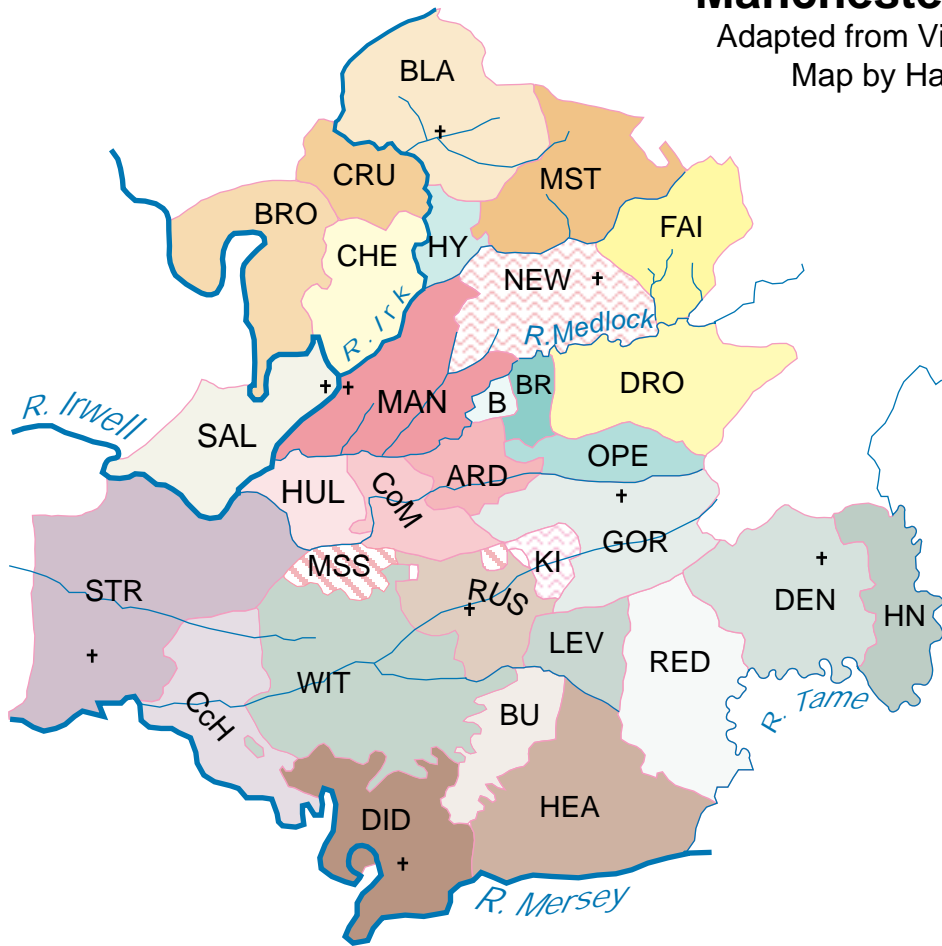 Adapted from
Map by
BLA
CRU
MST
BRO
FAI
CHE
HY
NEW
R. Irk
R. Medlock
BR
DRO
MAN
B
R. Irwell
SAL
OPE
ARD
HUL
CoM
GOR
MSS
KI
STR
RUS
DEN
HN
LEV
RED
WIT
CcH
BU
R. Tame
HEA
DID
R. Mersey